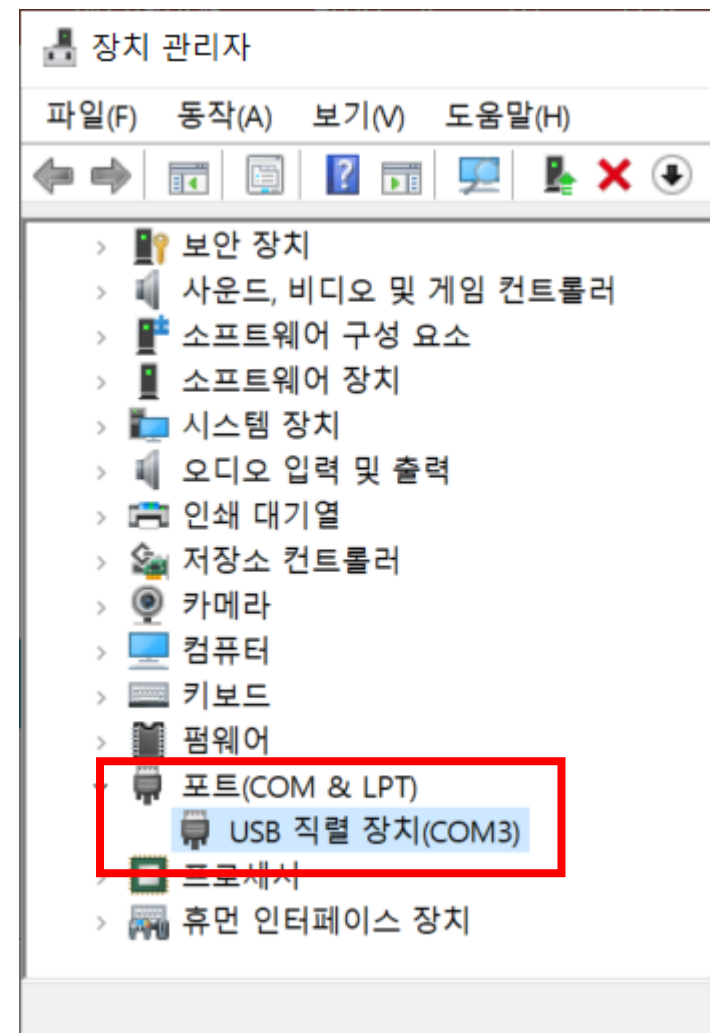 장치 관리자
파일(F) 동작(A) 보기(V) 도움말(H)
보안 장치
사운드, 비디오 및 게임 컨트롤러
소프트웨어 구성 요소
소프트웨어 장치
시스템 장치
오디오 입력 및 출력
인쇄 대기열
저장소 컨트롤러
카메라
컴퓨터
키보드
펌웨어
포트(COM & LPT)
USB 직렬 장치(COM3)
프로세서
휴먼 인터페이스 장치